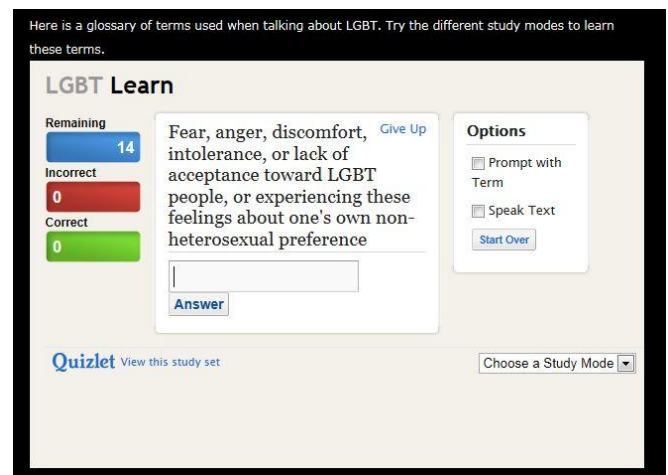 Here is a glossary of terms used when talking about LGBT. Try the different study modes to learn
these terms.
LGBT Learn
Remaining
14
Incorrect
0
Correct
0
Fear, anger, discomfort,
intolerance, or lack of
acceptance toward LGBT
people, or experiencing these
feelings about one's own non-
heterosexual preference
Give Up
Answer
Options
Prompt with
Term
Speak Text
Start Over
Quizlet View this study set
Choose a Study Mode